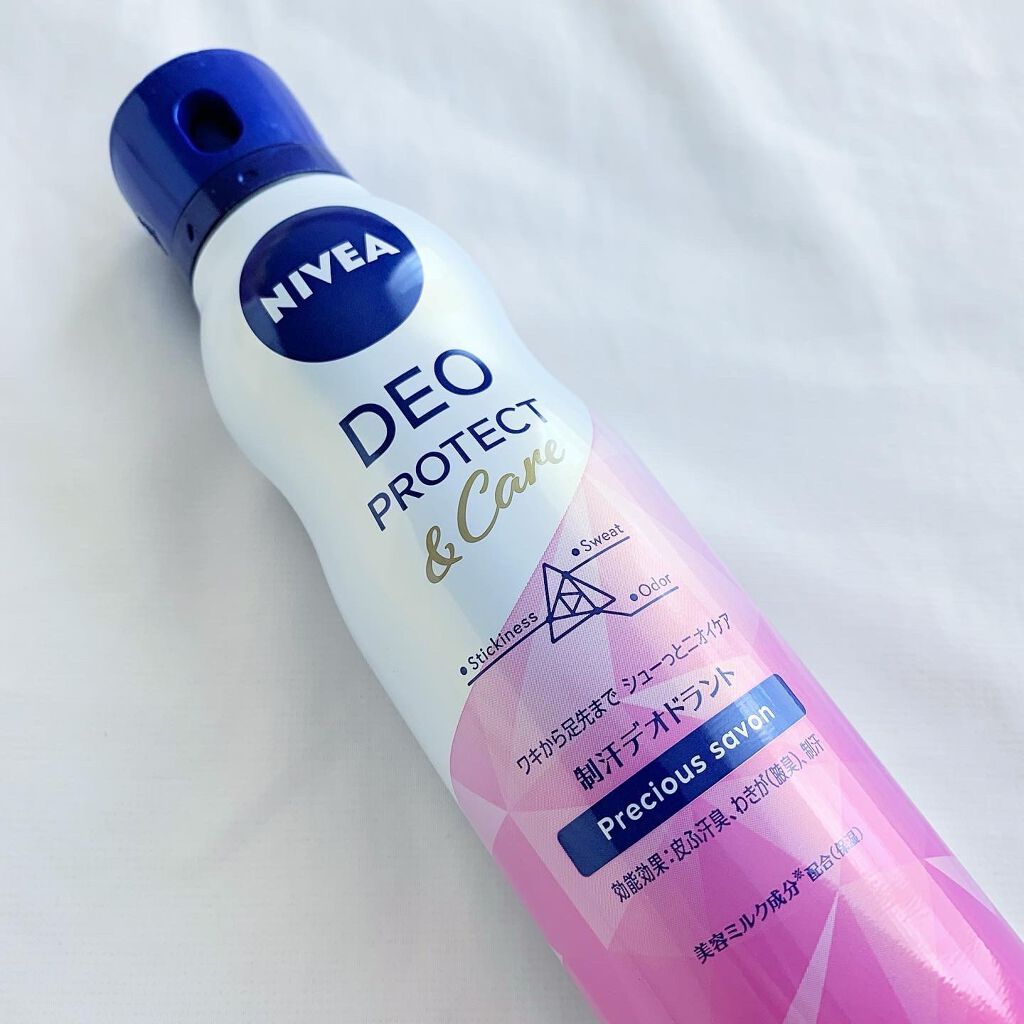 NIVEA
DEO
PROTECT
& Care
Sweat
Odor
Stickiness
ワキから足先まで シューっとニオイケア
制汗デオドラント
Precious savon
効能効果：皮ふ汗臭、わきが（腋臭）、制汗
美容ミルク成分※配合（保湿）